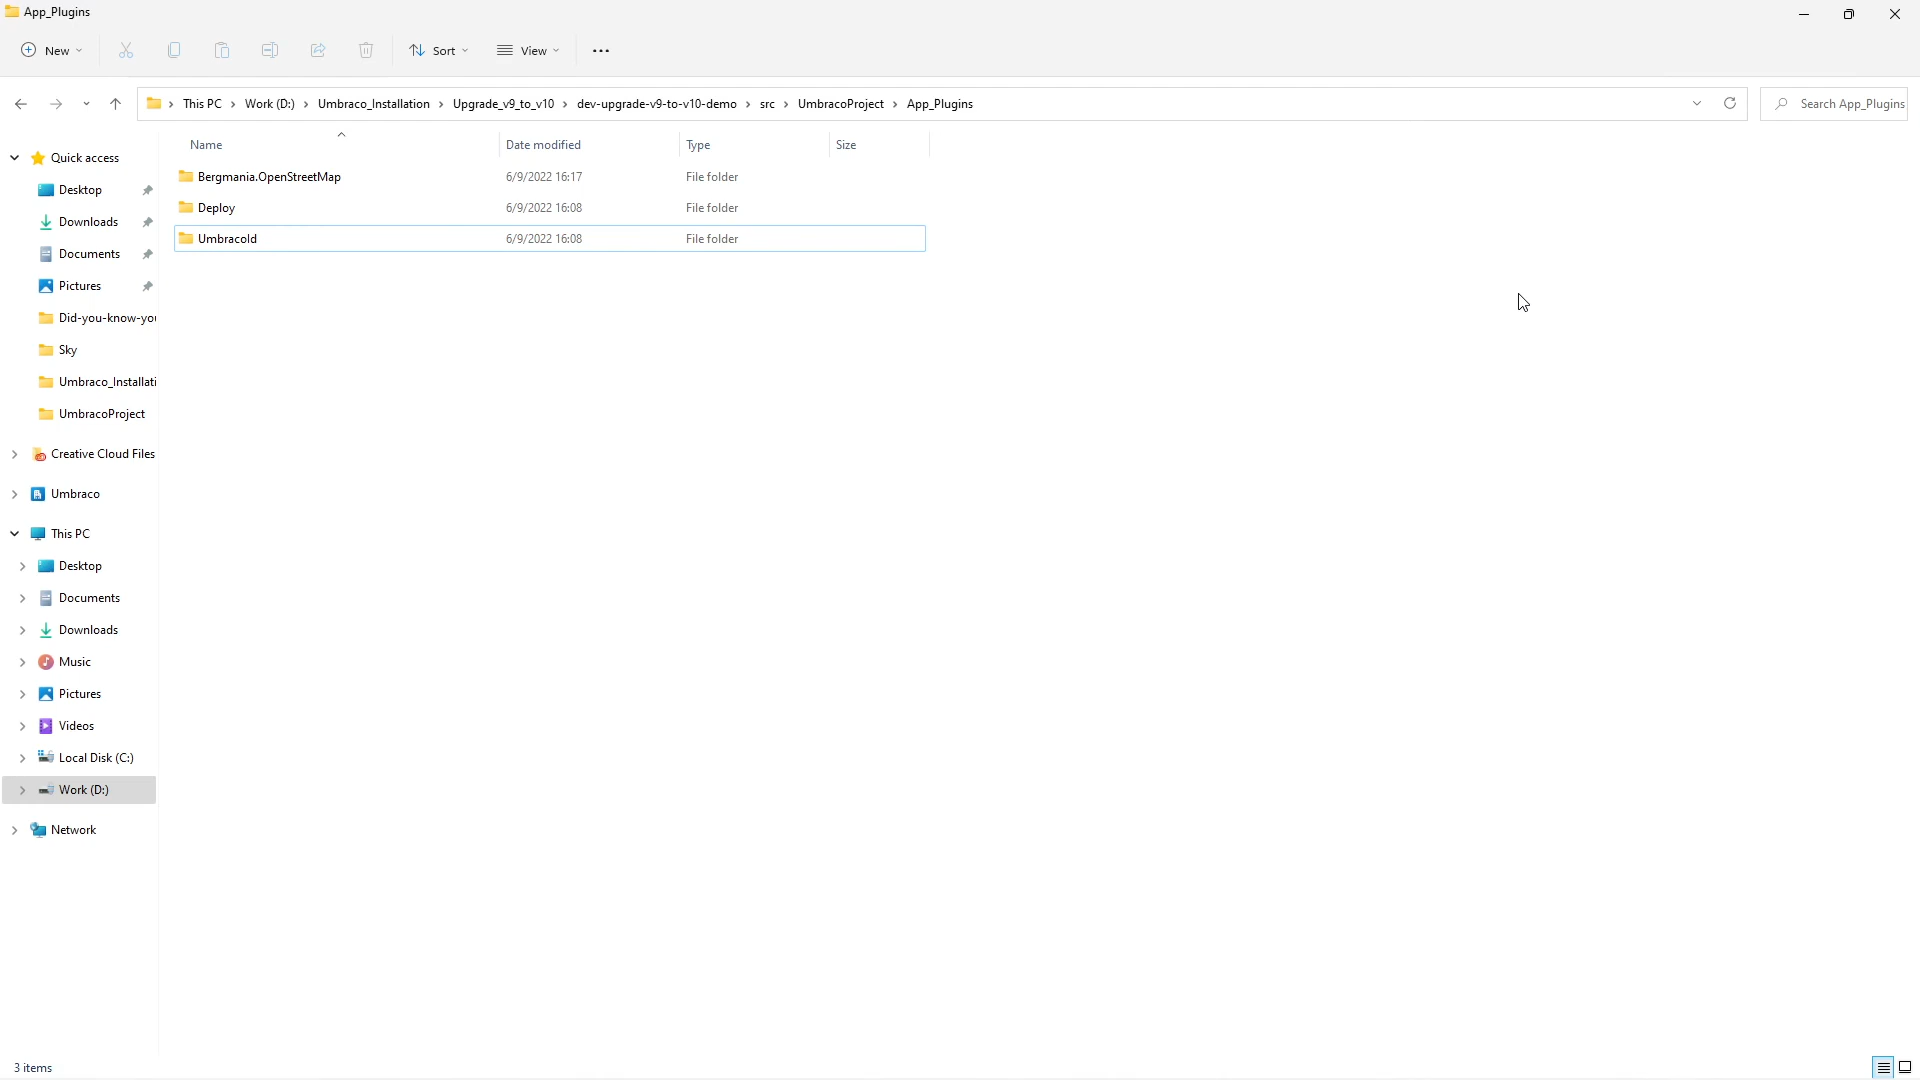 App_Plugins
New
Sort
View
This PC > Work (D:) > Umbraco_Installation > Upgrade_v9_to_v10 > dev-upgrade-v9-to-v10-demo > src > UmbracoProject > App_Plugins
Search App_Plugins
Name Date modified Type Size
Bergmania.OpenStreetMap 6/9/2022 16:17 File folder
Deploy 6/9/2022 16:08 File folder
UmbracoId 6/9/2022 16:08 File folder
Quick access
Desktop
Downloads
Documents
Pictures
Did-you-know-you
Sky
Umbraco_Installati
UmbracoProject
Creative Cloud Files
Umbraco
This PC
Desktop
Documents
Downloads
Music
Pictures
Videos
Local Disk (C:)
Work (D:)
Network
3 items